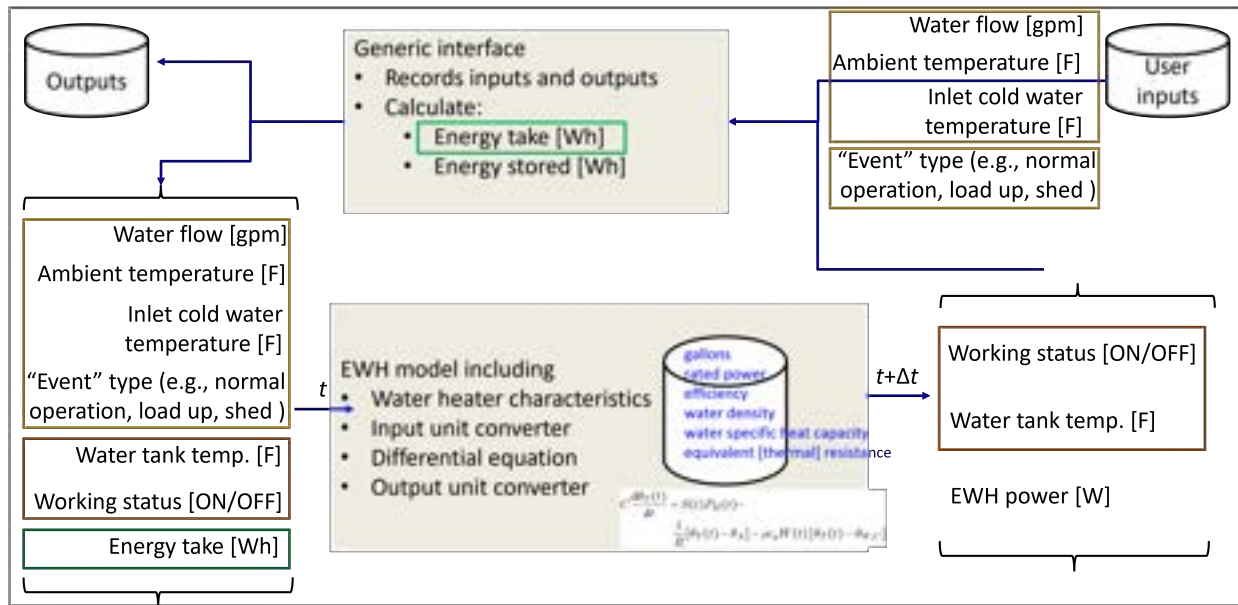 Outputs
Generic interface
• Records inputs and outputs
• Calculate:
• Energy take [Wh]
• Energy stored [Wh]
Water flow [gpm]
Ambient temperature [F]
Inlet cold water
temperature [F]
“Event” type (e.g., normal
operation, load up, shed )
User
inputs
Water flow [gpm]
Ambient temperature [F]
Inlet cold water
temperature [F]
“Event” type (e.g., normal
operation, load up, shed )
Water tank temp. [F]
Working status [ON/OFF]
Energy take [Wh]
t
EWH model including
• Water heater characteristics
• Input unit converter
• Differential equation
• Output unit converter
gallons
rated power
efficiency
water density
water specific heat capacity
equivalent [thermal] resistance
t+Δt
Working status [ON/OFF]
Water tank temp. [F]
EWH power [W]